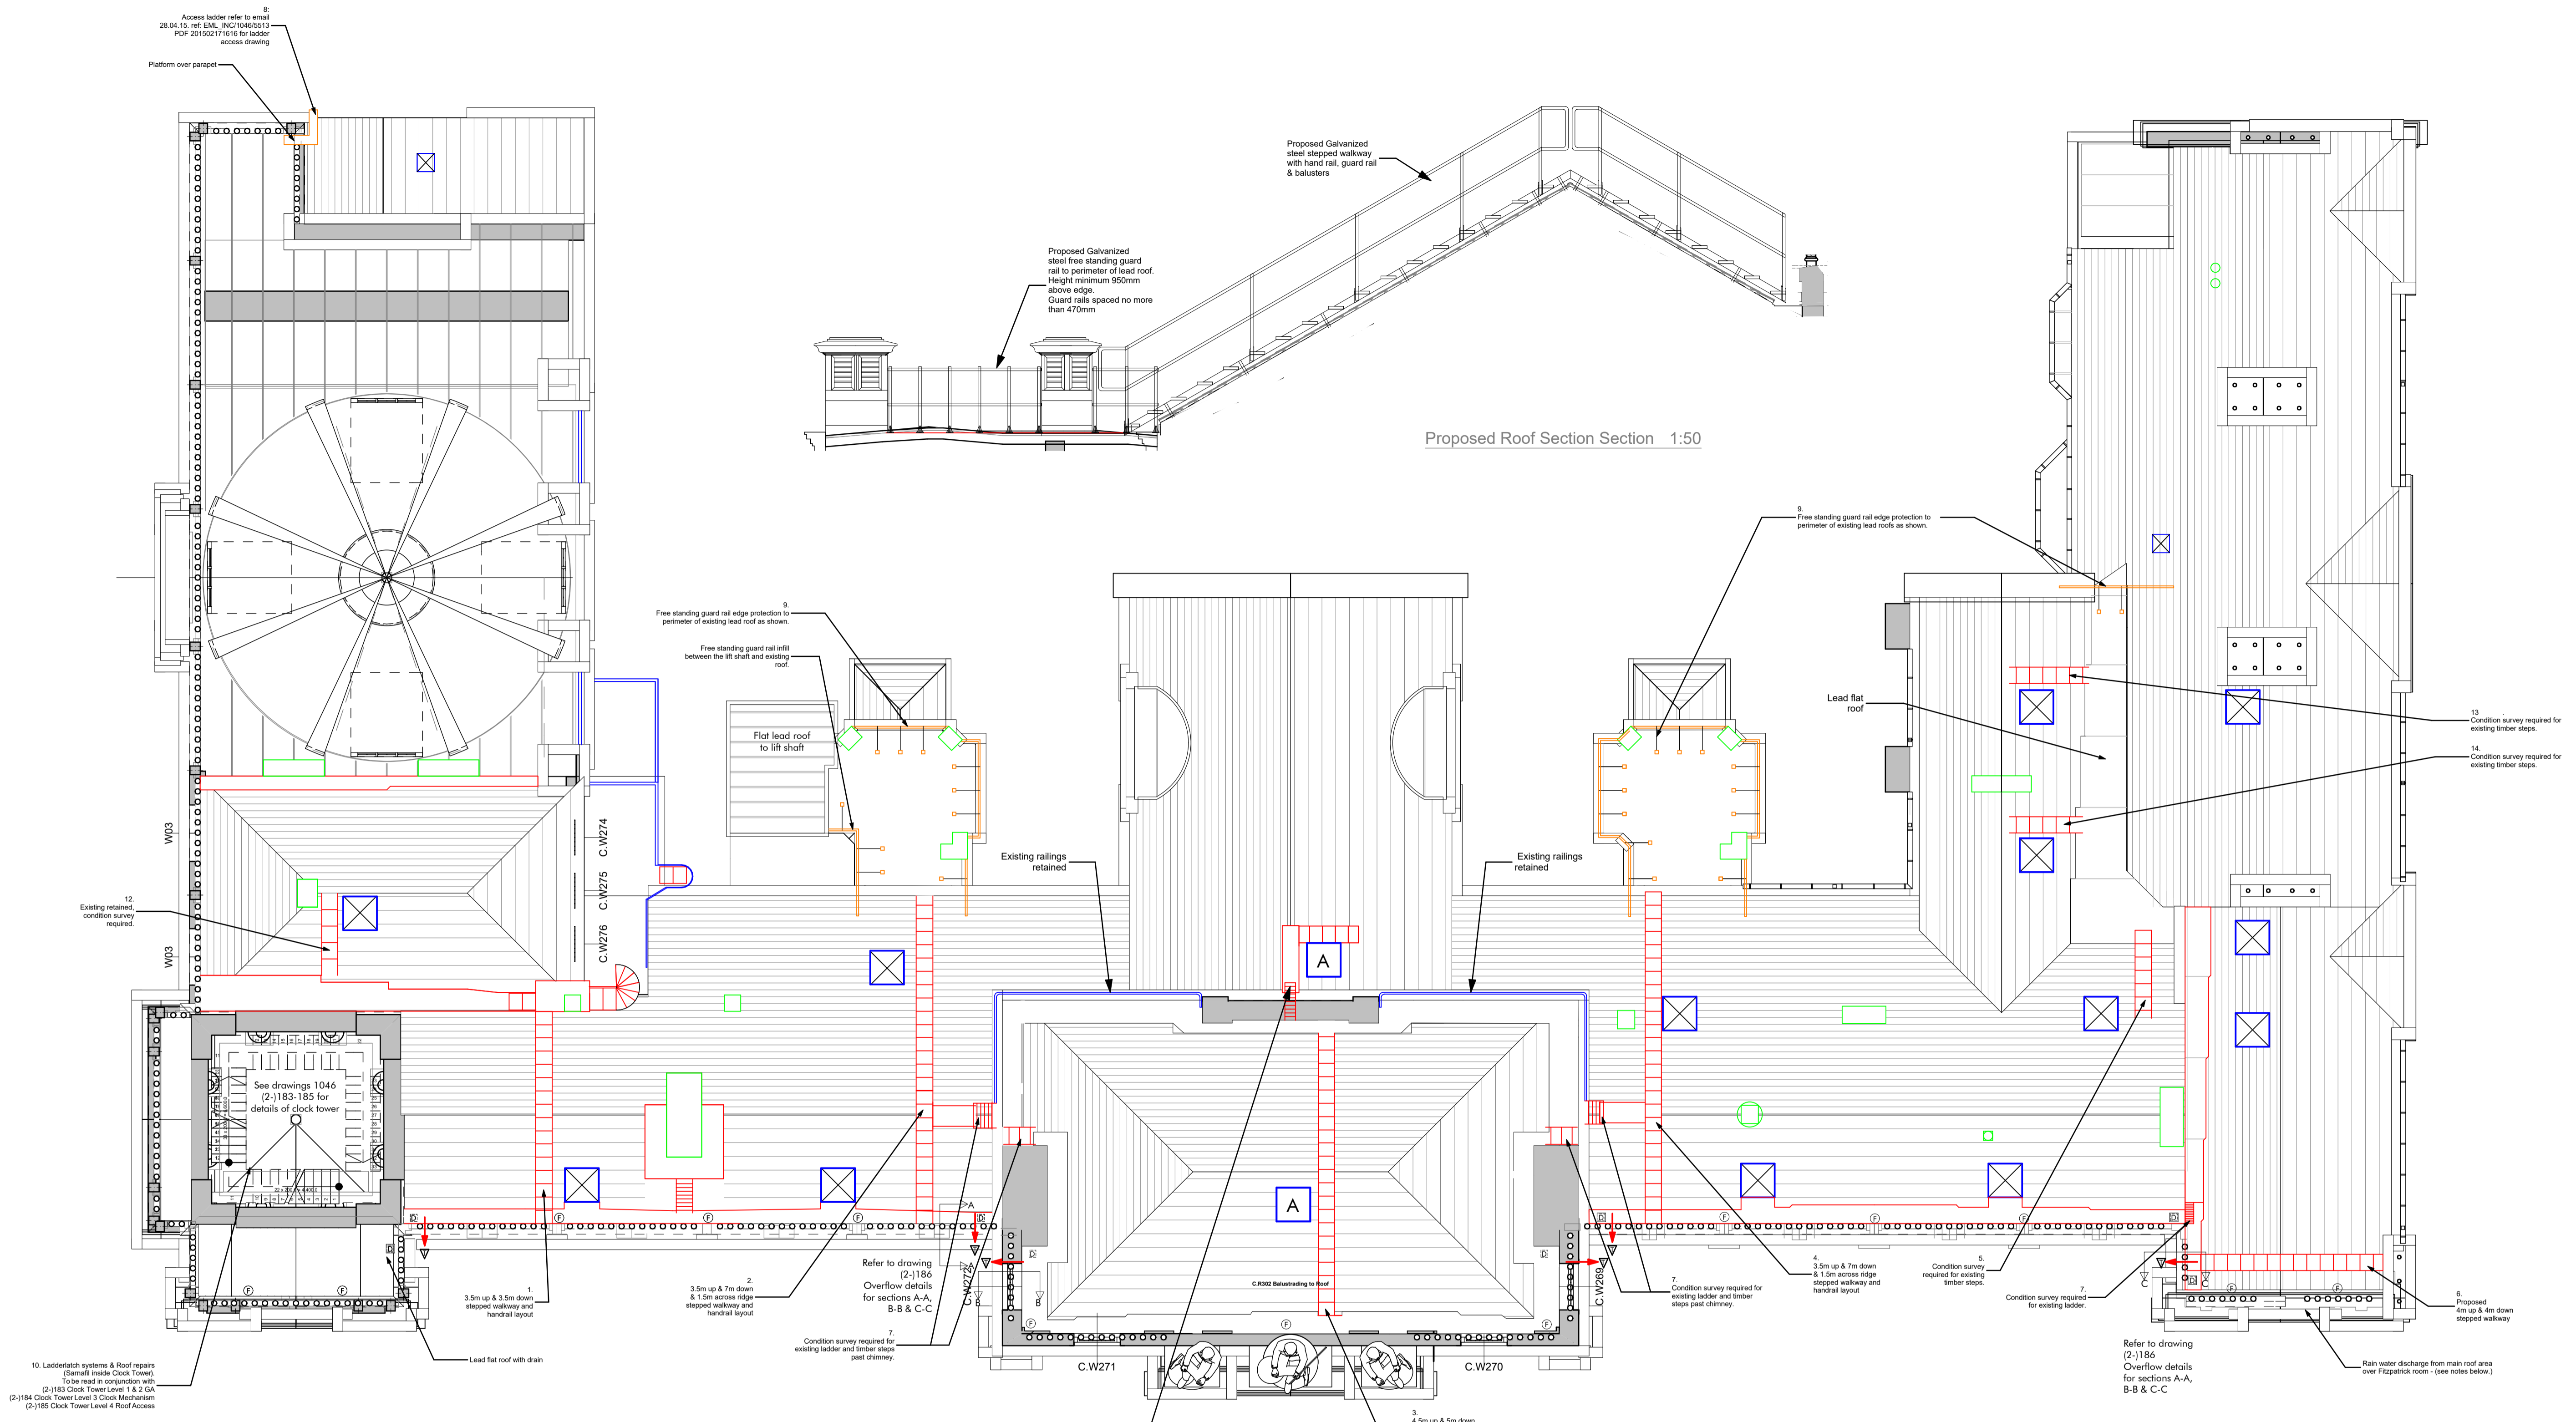 8:
Access ladder refer to email
28.04.15. ref: EML_INC/1046/5513
PDF 201502171616 for ladder
access drawing
Platform over parapet
Proposed Galvanized
steel stepped walkway
with hand rail, guard rail
& balusters
Proposed Galvanized
steel free standing guard
rail to perimeter of lead roof.
Height minimum 950mm
above edge.
Guard rails spaced no more
than 470mm
Proposed Roof Section Section 1:50
9.
Free standing guard rail edge protection to
perimeter of existing lead roofs as shown.
9.
Free standing guard rail edge protection to
perimeter of existing lead roof as shown.
Free standing guard rail infill
between the lift shaft and existing
roof.
Flat lead roof
to lift shaft
Lead flat
roof
13
Condition survey required for
existing timber steps.
14.
Condition survey required for
existing timber steps.
W03
W03
C.W274
C.W275
C.W276
Existing railings
retained
Existing railings
retained
12.
Existing retained,
condition survey
required.
A
A
See drawings 1046
(2-)183-185 for
details of clock tower
22 x 200.0 = 4,400.0
C.R302 Balustrading to Roof
F
F
F
F
F
F
F
F
F
F
F
F
F
D
D
D
D
D
D
D
D
A
A
B
B
C
C
Refer to drawing
(2-)186
Overflow details
for sections A-A,
B-B & C-C
C.W272
C.W269
C.W271
C.W270
1.
3.5m up & 3.5m down
stepped walkway and
handrail layout
2.
3.5m up & 7m down
& 1.5m across ridge
stepped walkway and
handrail layout
7.
Condition survey required for
existing ladder and timber steps
past chimney.
7.
Condition survey required for
existing ladder and timber
steps past chimney.
4.
3.5m up & 7m down
& 1.5m across ridge
stepped walkway and
handrail layout
5.
Condition survey
required for existing
timber steps.
7.
Condition survey required
for existing ladder.
6.
Proposed
4m up & 4m down
stepped walkway
Refer to drawing
(2-)186
Overflow details
for sections A-A,
B-B & C-C
Rain water discharge from main roof area
over Fitzpatrick room - (see notes below.)
Lead flat roof with drain
10. Ladderlatch systems & Roof repairs
(Sarnafil inside Clock Tower).
To be read in conjunction with
(2-)183 Clock Tower Level 1 & 2 GA
(2-)184 Clock Tower Level 3 Clock Mechanism
(2-)185 Clock Tower Level 4 Roof Access
3.
4.5m up & 5m down